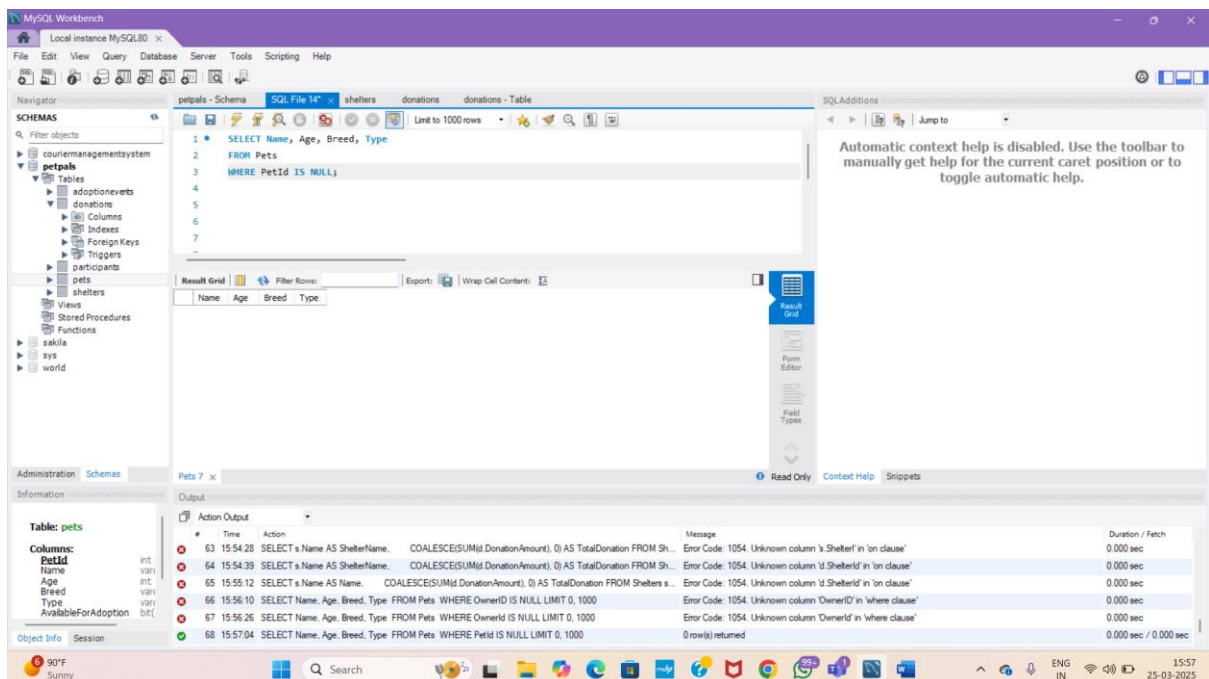 MySQL Workbench
Local instance MySQL80
File Edit View Query Database Server Tools Scripting Help
Navigator
SCHEMAS
Filter objects
couriermanagementsystem
petpals
Tables
adoptionevents
donations
Columns
Indexes
Foreign Keys
Triggers
participants
pets
shelters
Views
Stored Procedures
Functions
sakila
sys
world
Administration Schemas
Information
Table: pets
Columns:
PetId int
Name varc
Age int
Breed varc
Type varc
AvailableForAdoption bit(
Object Info Session
petpals - Schema SQL File 14* shelters donations donations - Table
Limit to 1000 rows
1 SELECT Name, Age, Breed, Type
2 FROM Pets
3 WHERE PetId IS NULL;
4
5
6
7
Result Grid Filter Rows: Export: Wrap Cell Content:
Name Age Breed Type
Result Grid
Form Editor
Field Types
Pets 7 Read Only
SQLAdditions
Jump to
Automatic context help is disabled. Use the toolbar to
manually get help for the current caret position or to
toggle automatic help.
Context Help Snippets
Output
Action Output
# Time Action Message Duration / Fetch
63 15:54:28 SELECT s.Name AS ShelterName, COALESCE(SUM(d.DonationAmount), 0) AS TotalDonation FROM Sh... Error Code: 1054. Unknown column 's.ShelterI' in 'on clause' 0.000 sec
64 15:54:39 SELECT s.Name AS ShelterName, COALESCE(SUM(d.DonationAmount), 0) AS TotalDonation FROM Sh... Error Code: 1054. Unknown column 'd.ShelterId' in 'on clause' 0.000 sec
65 15:55:12 SELECT s.Name AS Name, COALESCE(SUM(d.DonationAmount), 0) AS TotalDonation FROM Shelters s... Error Code: 1054. Unknown column 'd.ShelterId' in 'on clause' 0.000 sec
66 15:56:10 SELECT Name, Age, Breed, Type FROM Pets WHERE OwnerID IS NULL LIMIT 0, 1000 Error Code: 1054. Unknown column 'OwnerID' in 'where clause' 0.000 sec
67 15:56:26 SELECT Name, Age, Breed, Type FROM Pets WHERE OwnerId IS NULL LIMIT 0, 1000 Error Code: 1054. Unknown column 'OwnerId' in 'where clause' 0.000 sec
68 15:57:04 SELECT Name, Age, Breed, Type FROM Pets WHERE PetId IS NULL LIMIT 0, 1000 0 row(s) returned 0.000 sec / 0.000 sec
6
90°F
Sunny
Search
99+
ENG
IN
15:57
25-03-2025